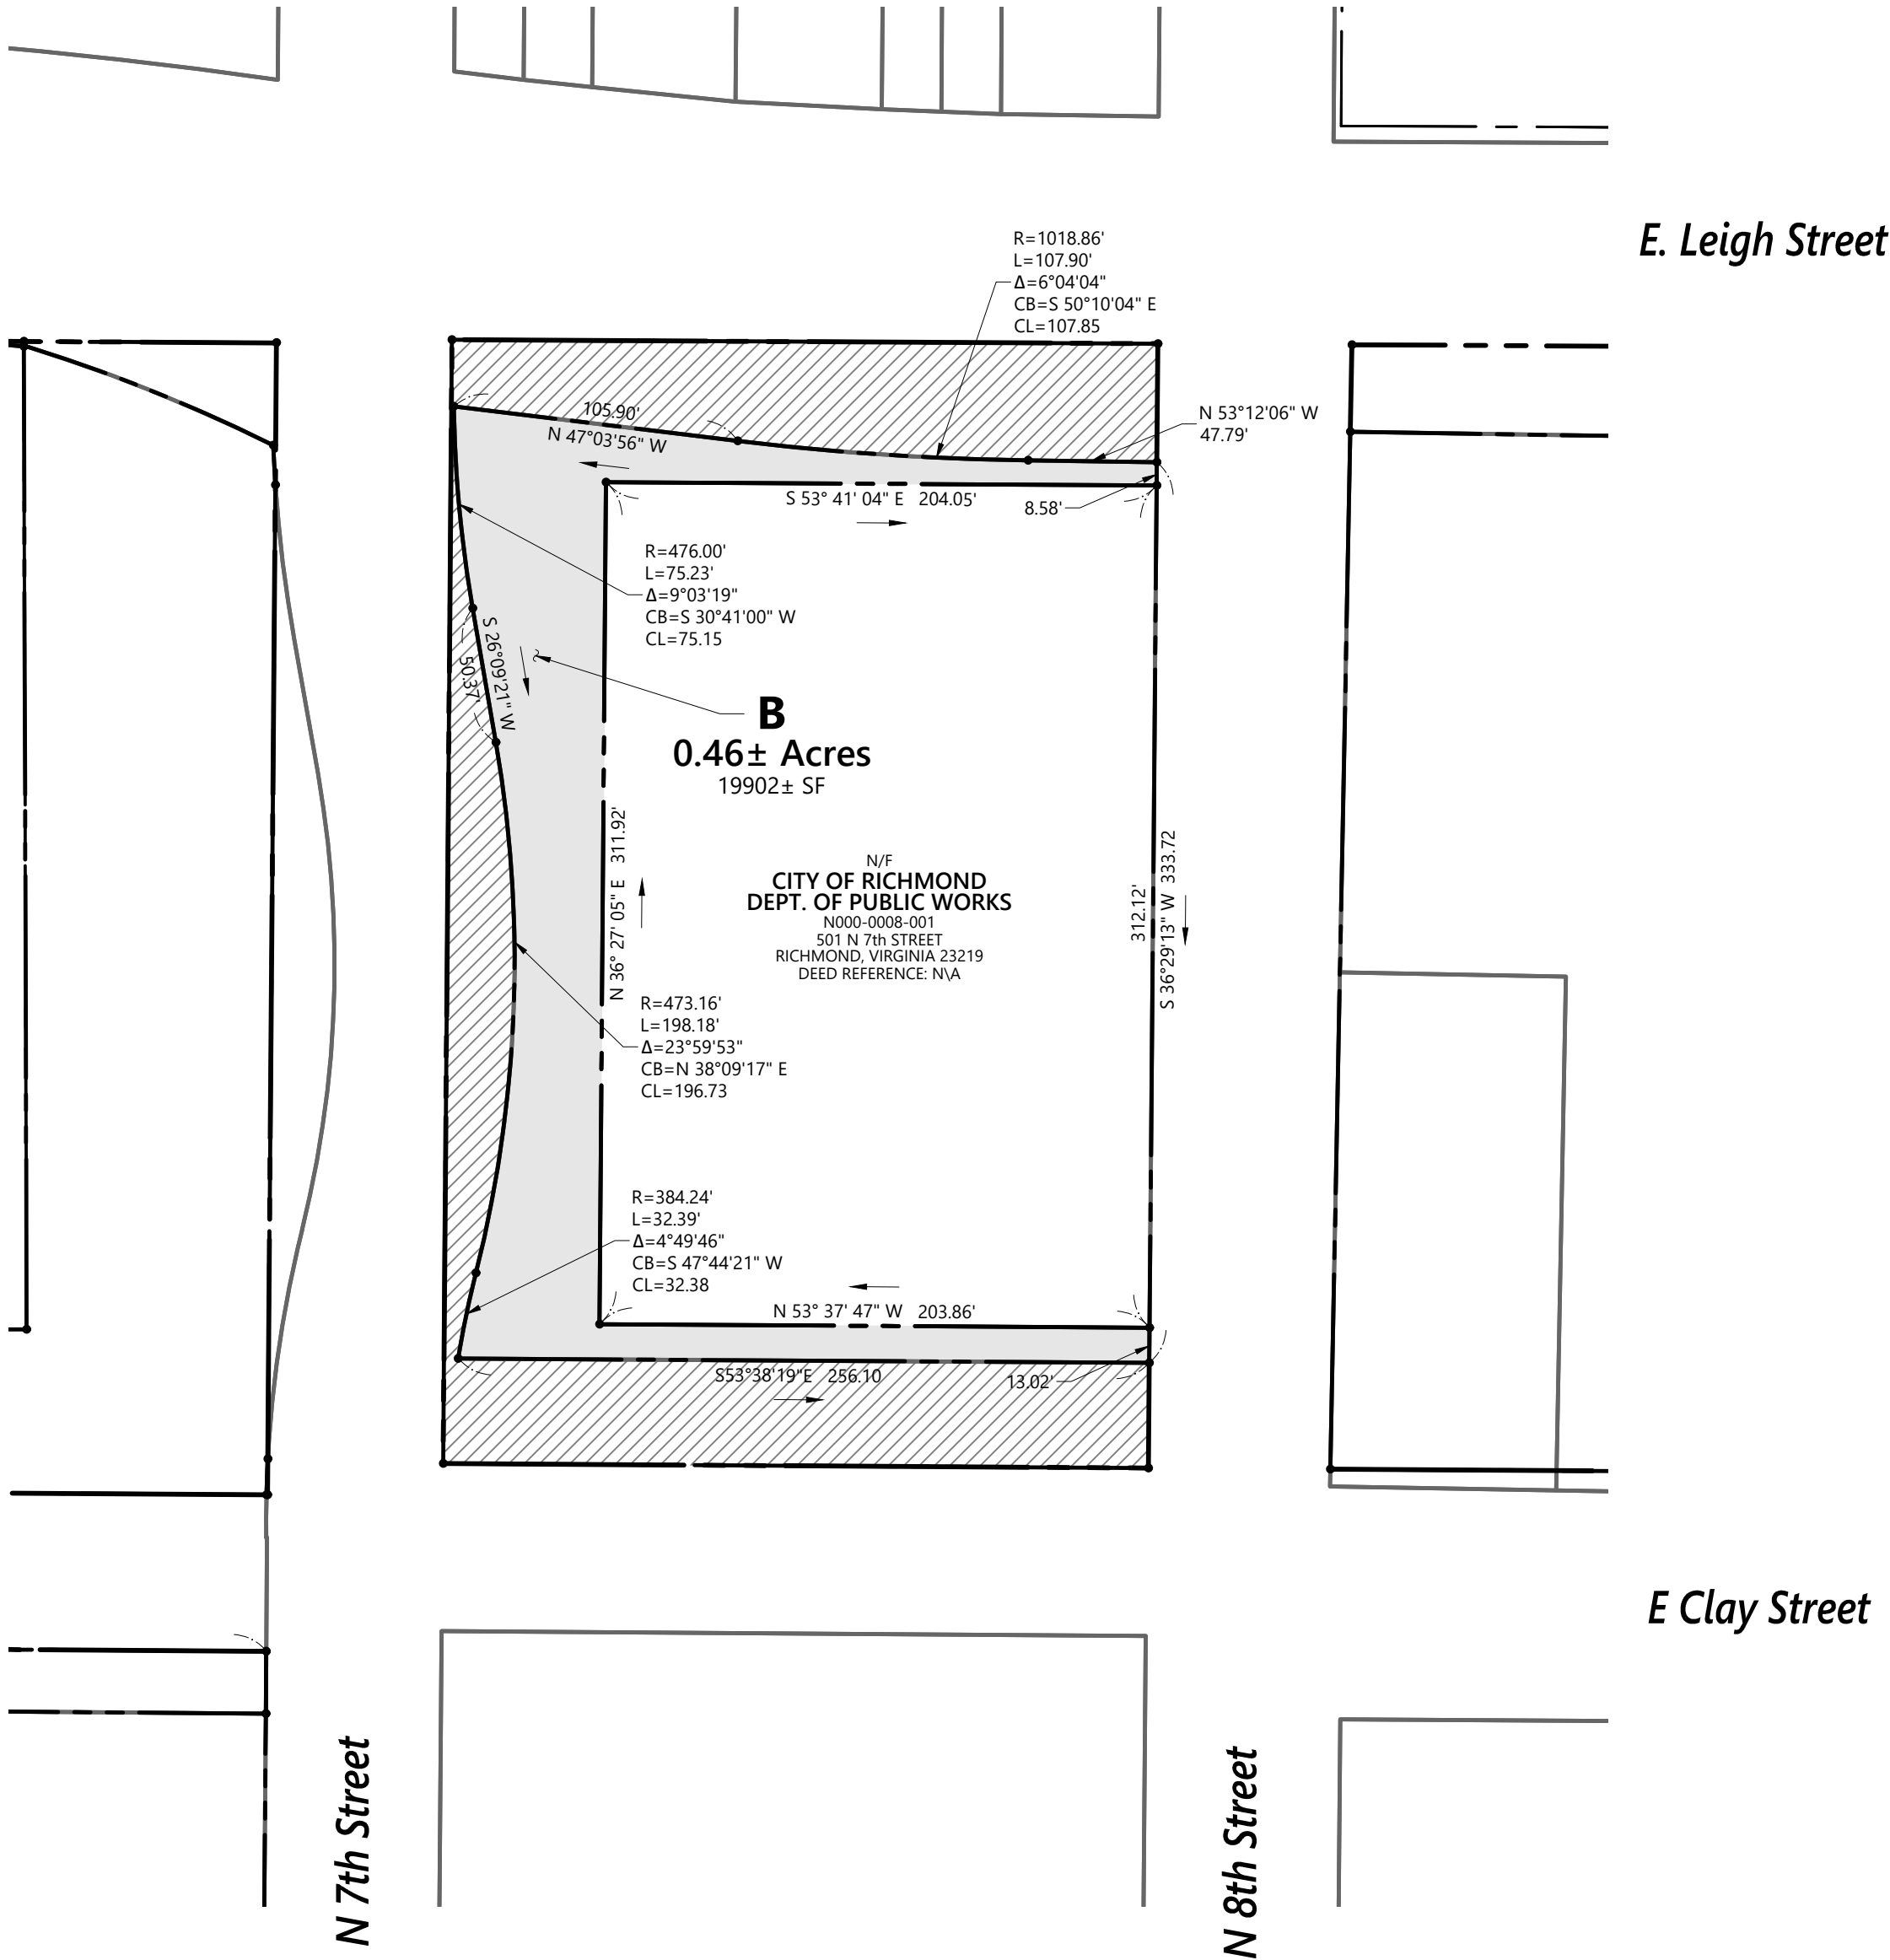 E. Leigh Street
R=1018.86'
L=107.90'
Δ=6°04'04"
CB=S 50°10'04" E
CL=107.85
N 53°12'06" W
47.79'
105.90'
N 47°03'56" W
S 53° 41' 04" E 204.05'
8.58'
R=476.00'
L=75.23'
Δ=9°03'19"
CB=S 30°41'00" W
CL=75.15
S 26°09'21" W
50.37'
B
0.46± Acres
19902± SF
N 36° 27' 05" E 311.92'
N/F
CITY OF RICHMOND
DEPT. OF PUBLIC WORKS
N000-0008-001
501 N 7th STREET
RICHMOND, VIRGINIA 23219
DEED REFERENCE: N\A
312.12'
S 36°29'13" W 333.72
R=473.16'
L=198.18'
Δ=23°59'53"
CB=N 38°09'17" E
CL=196.73
R=384.24'
L=32.39'
Δ=4°49'46"
CB=S 47°44'21" W
CL=32.38
N 53° 37' 47" W 203.86'
S53°38'19"E 256.10
13.02'
E Clay Street
N 7th Street
N 8th Street